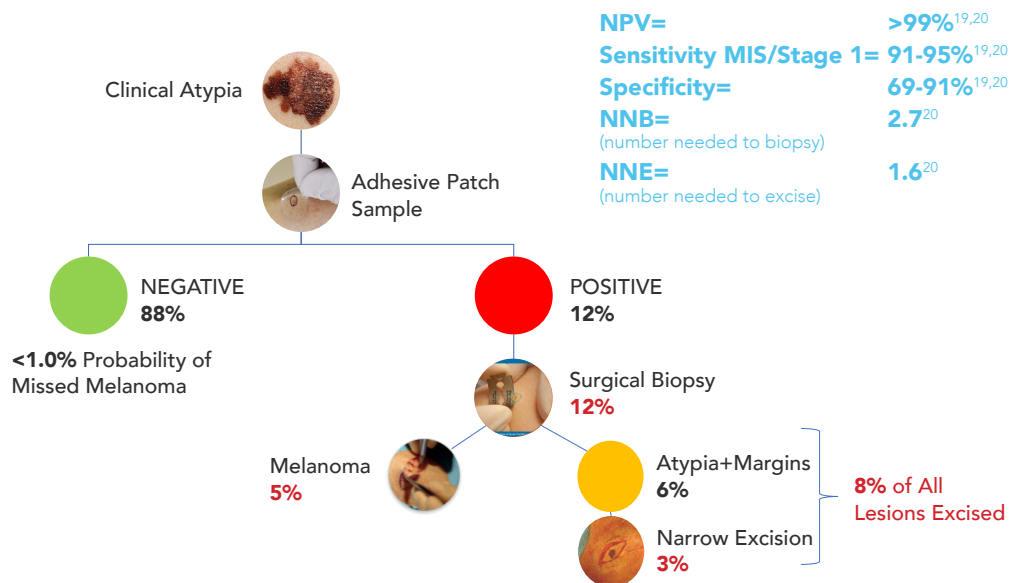 NPV= >99%19,20
Sensitivity MIS/Stage 1= 91-95%19,20
Specificity= 69-91%19,20
NNB= 2.720
(number needed to biopsy)
NNE= 1.620
(number needed to excise)
Clinical Atypia
Adhesive Patch
Sample
NEGATIVE
88%
<1.0% Probability of
Missed Melanoma
POSITIVE
12%
Surgical Biopsy
12%
Melanoma
5%
Atypia+Margins
6%
Narrow Excision
3%
8% of All
Lesions Excised